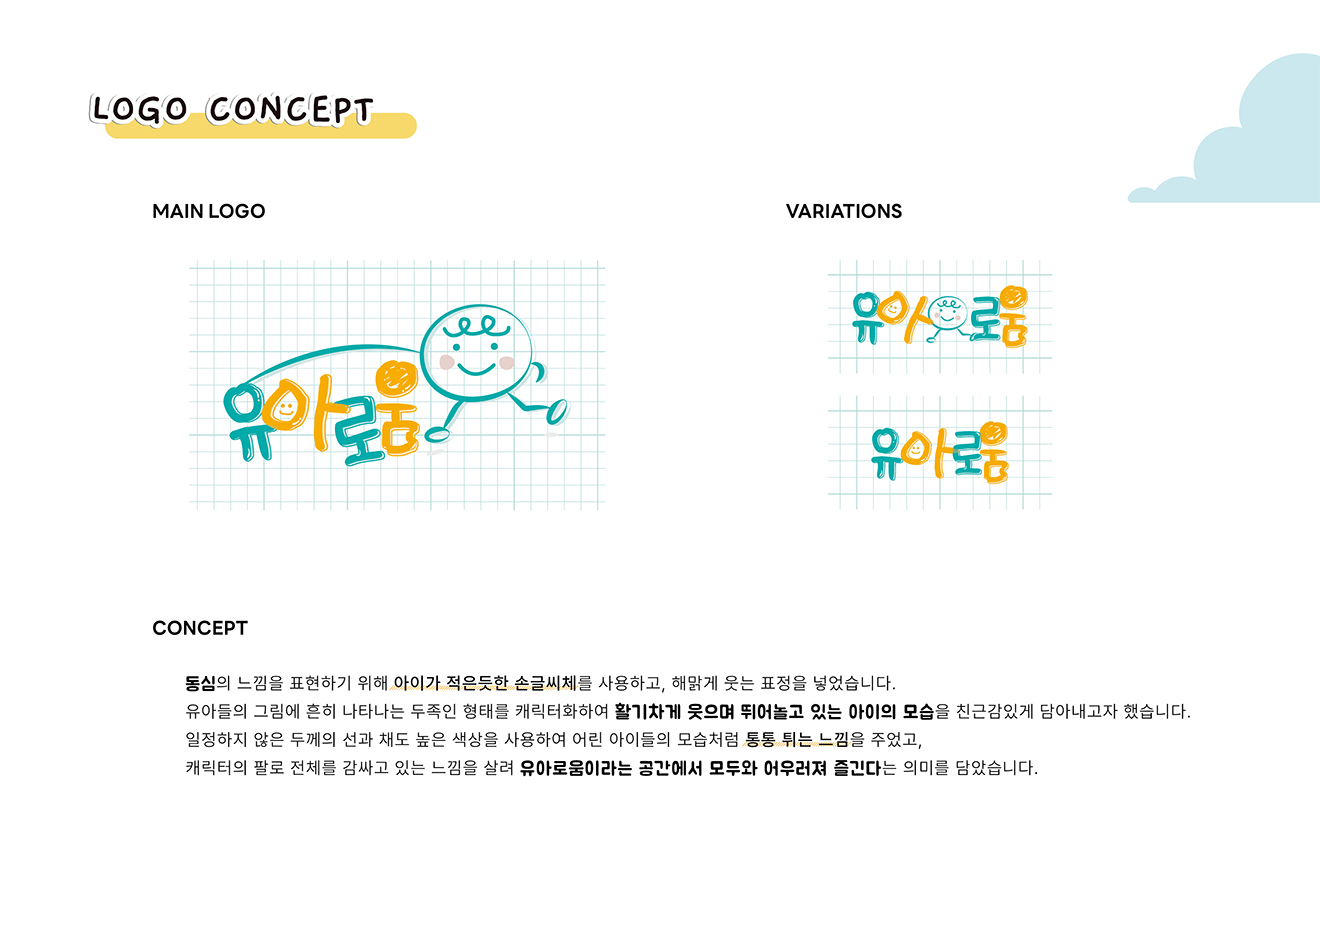 LOGO CONCEPT
MAIN LOGO
VARIATIONS
유아로움
유아로움
유아로움
CONCEPT
동심의 느낌을 표현하기 위해 아이가 적은듯한 손글씨체를 사용하고, 해맑게 웃는 표정을 넣었습니다.
유아들의 그림에 흔히 나타나는 두족인 형태를 캐릭터화하여 활기차게 웃으며 뛰어놀고 있는 아이의 모습을 친근감있게 담아내고자 했습니다.
일정하지 않은 두께의 선과 채도 높은 색상을 사용하여 어린 아이들의 모습처럼 통통 튀는 느낌을 주었고,
캐릭터의 팔로 전체를 감싸고 있는 느낌을 살려 유아로움이라는 공간에서 모두와 어우러져 즐긴다는 의미를 담았습니다.